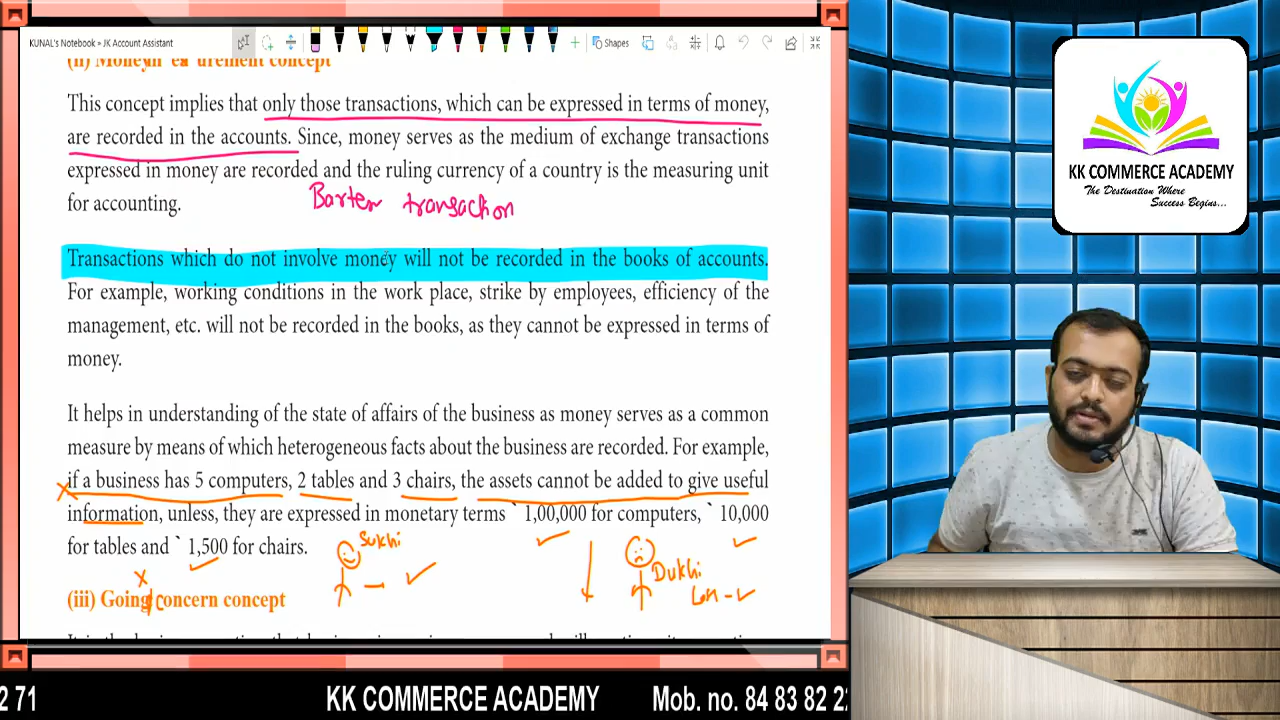 KUNAL's Notebook » JK Account Assistant
Shapes
This concept implies that only those transactions, which can be expressed in terms of money,
are recorded in the accounts. Since, money serves as the medium of exchange transactions
expressed in money are recorded and the ruling currency of a country is the measuring unit
for accounting.
Barter transaction
Transactions which do not involve money will not be recorded in the books of accounts.
For example, working conditions in the work place, strike by employees, efficiency of the
management, etc. will not be recorded in the books, as they cannot be expressed in terms of
money.
It helps in understanding of the state of affairs of the business as money serves as a common
measure by means of which heterogeneous facts about the business are recorded. For example,
if a business has 5 computers, 2 tables and 3 chairs, the assets cannot be added to give useful
information, unless, they are expressed in monetary terms ` 1,00,000 for computers, ` 10,000
for tables and ` 1,500 for chairs.
Sukhi
Dukhi
(iii) Going concern concept
KK COMMERCE ACADEMY
The Destination Where
Success Begins...
2 71 KK COMMERCE ACADEMY Mob. no. 84 83 82 2